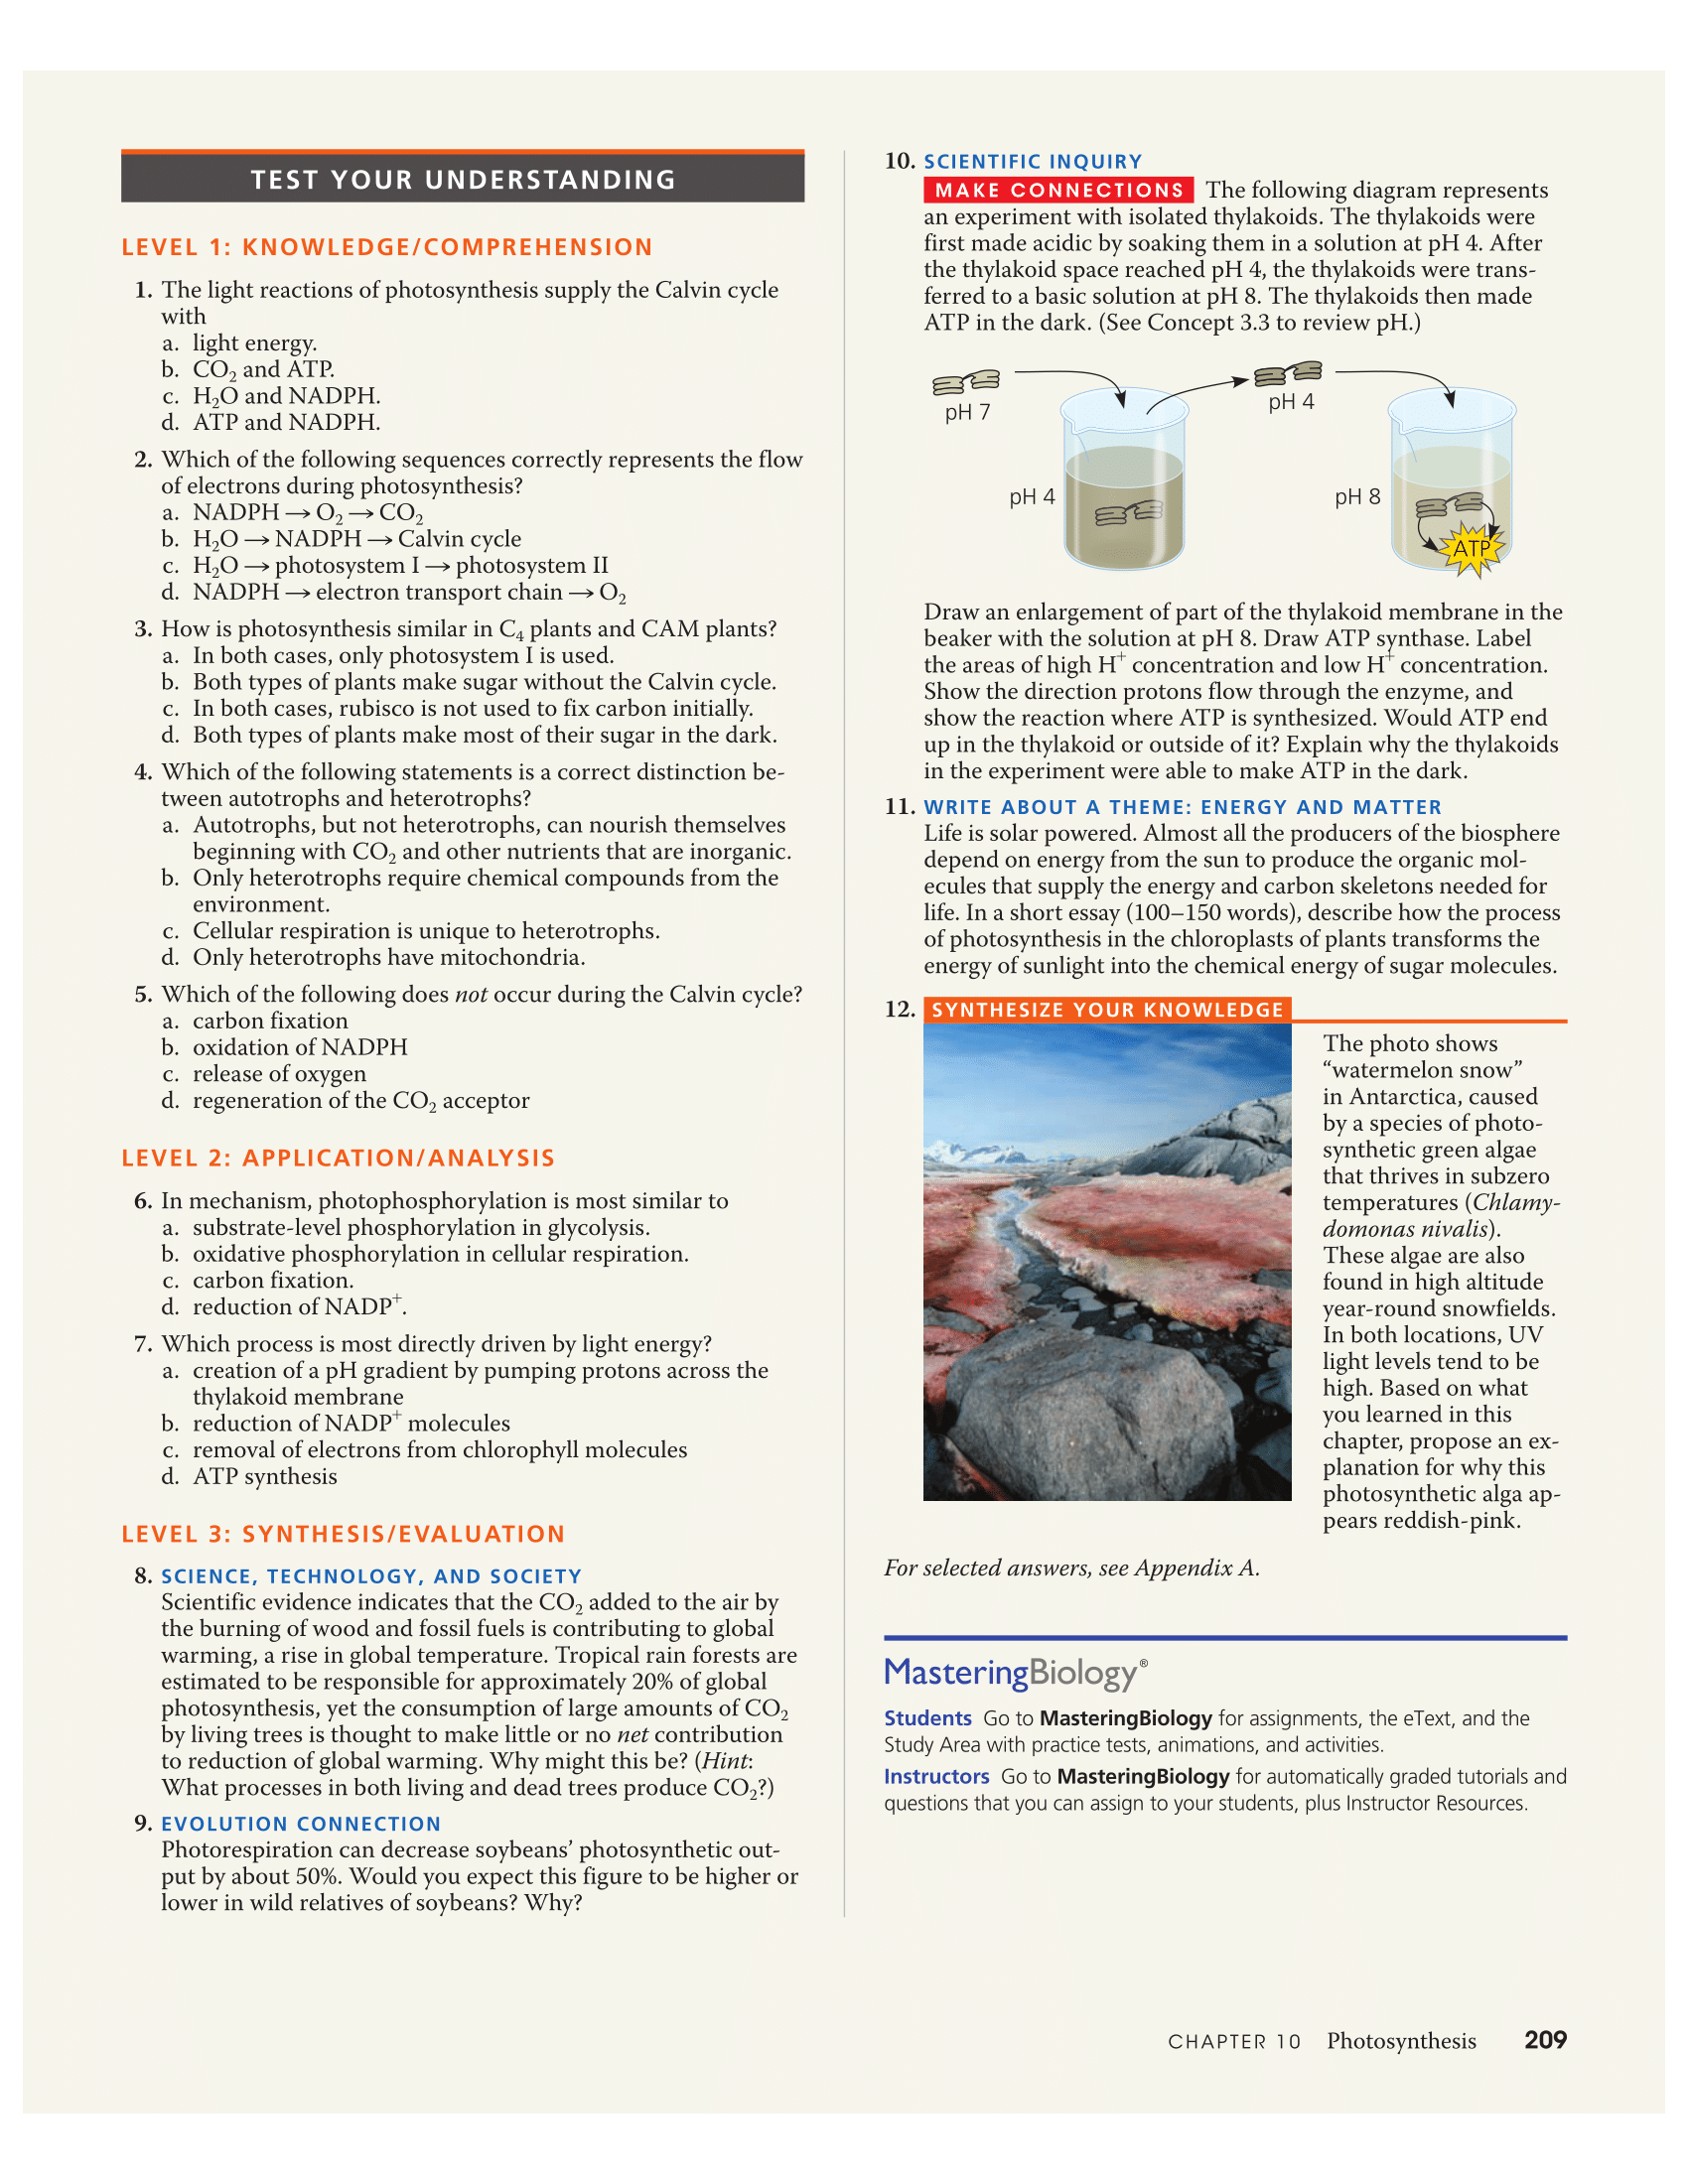 TEST YOUR UNDERSTANDING
LEVEL 1: KNOWLEDGE/COMPREHENSION
1. The light reactions of photosynthesis supply the Calvin cycle
with
a. light energy.
b. CO₂ and ATP.
c. H₂O and NADPH.
d. ATP and NADPH.
2. Which of the following sequences correctly represents the flow
of electrons during photosynthesis?
a. NADPH → O₂ → CO₂
b. H₂O → NADPH → Calvin cycle
c. H₂O → photosystem I → photosystem II
d. NADPH → electron transport chain → O₂
3. How is photosynthesis similar in C₄ plants and CAM plants?
a. In both cases, only photosystem I is used.
b. Both types of plants make sugar without the Calvin cycle.
c. In both cases, rubisco is not used to fix carbon initially.
d. Both types of plants make most of their sugar in the dark.
4. Which of the following statements is a correct distinction be-
tween autotrophs and heterotrophs?
a. Autotrophs, but not heterotrophs, can nourish themselves
beginning with CO₂ and other nutrients that are inorganic.
b. Only heterotrophs require chemical compounds from the
environment.
c. Cellular respiration is unique to heterotrophs.
d. Only heterotrophs have mitochondria.
5. Which of the following does not occur during the Calvin cycle?
a. carbon fixation
b. oxidation of NADPH
c. release of oxygen
d. regeneration of the CO₂ acceptor
LEVEL 2: APPLICATION/ANALYSIS
6. In mechanism, photophosphorylation is most similar to
a. substrate-level phosphorylation in glycolysis.
b. oxidative phosphorylation in cellular respiration.
c. carbon fixation.
d. reduction of NADP⁺.
7. Which process is most directly driven by light energy?
a. creation of a pH gradient by pumping protons across the
thylakoid membrane
b. reduction of NADP⁺ molecules
c. removal of electrons from chlorophyll molecules
d. ATP synthesis
LEVEL 3: SYNTHESIS/EVALUATION
8. SCIENCE, TECHNOLOGY, AND SOCIETY
Scientific evidence indicates that the CO₂ added to the air by
the burning of wood and fossil fuels is contributing to global
warming, a rise in global temperature. Tropical rain forests are
estimated to be responsible for approximately 20% of global
photosynthesis, yet the consumption of large amounts of CO₂
by living trees is thought to make little or no net contribution
to reduction of global warming. Why might this be? (Hint:
What processes in both living and dead trees produce CO₂?)
9. EVOLUTION CONNECTION
Photorespiration can decrease soybeans’ photosynthetic out-
put by about 50%. Would you expect this figure to be higher or
lower in wild relatives of soybeans? Why?
10. SCIENTIFIC INQUIRY
MAKE CONNECTIONS The following diagram represents
an experiment with isolated thylakoids. The thylakoids were
first made acidic by soaking them in a solution at pH 4. After
the thylakoid space reached pH 4, the thylakoids were trans-
ferred to a basic solution at pH 8. The thylakoids then made
ATP in the dark. (See Concept 3.3 to review pH.)
pH 7
pH 4
pH 4
pH 8
ATP
Draw an enlargement of part of the thylakoid membrane in the
beaker with the solution at pH 8. Draw ATP synthase. Label
the areas of high H⁺ concentration and low H⁺ concentration.
Show the direction protons flow through the enzyme, and
show the reaction where ATP is synthesized. Would ATP end
up in the thylakoid or outside of it? Explain why the thylakoids
in the experiment were able to make ATP in the dark.
11. WRITE ABOUT A THEME: ENERGY AND MATTER
Life is solar powered. Almost all the producers of the biosphere
depend on energy from the sun to produce the organic mol-
ecules that supply the energy and carbon skeletons needed for
life. In a short essay (100–150 words), describe how the process
of photosynthesis in the chloroplasts of plants transforms the
energy of sunlight into the chemical energy of sugar molecules.
12. SYNTHESIZE YOUR KNOWLEDGE
The photo shows
“watermelon snow”
in Antarctica, caused
by a species of photo-
synthetic green algae
that thrives in subzero
temperatures (Chlamy-
domonas nivalis).
These algae are also
found in high altitude
year-round snowfields.
In both locations, UV
light levels tend to be
high. Based on what
you learned in this
chapter, propose an ex-
planation for why this
photosynthetic alga ap-
pears reddish-pink.
For selected answers, see Appendix A.
MasteringBiology®
Students Go to MasteringBiology for assignments, the eText, and the
Study Area with practice tests, animations, and activities.
Instructors Go to MasteringBiology for automatically graded tutorials and
questions that you can assign to your students, plus Instructor Resources.
CHAPTER 10 Photosynthesis 209